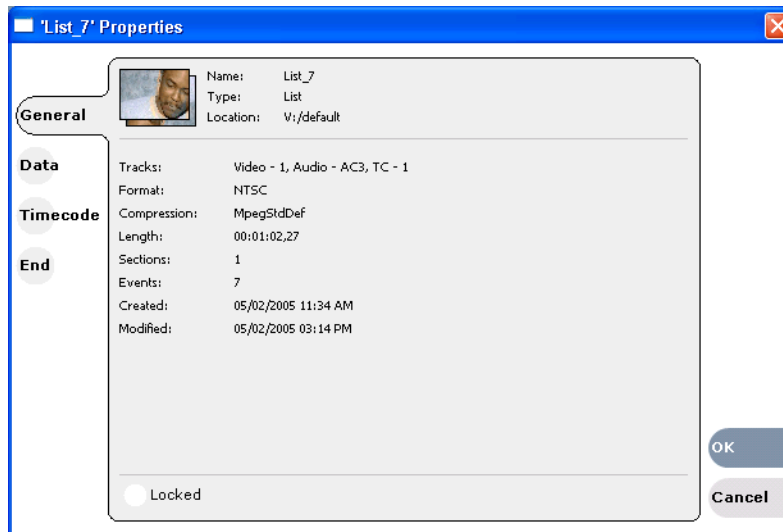 'List_7' Properties
General
Data
Timecode
End
Name: List_7
Type: List
Location: V:/default
Tracks: Video - 1, Audio - AC3, TC - 1
Format: NTSC
Compression: MpegStdDef
Length: 00:01:02,27
Sections: 1
Events: 7
Created: 05/02/2005 11:34 AM
Modified: 05/02/2005 03:14 PM
Locked
OK
Cancel